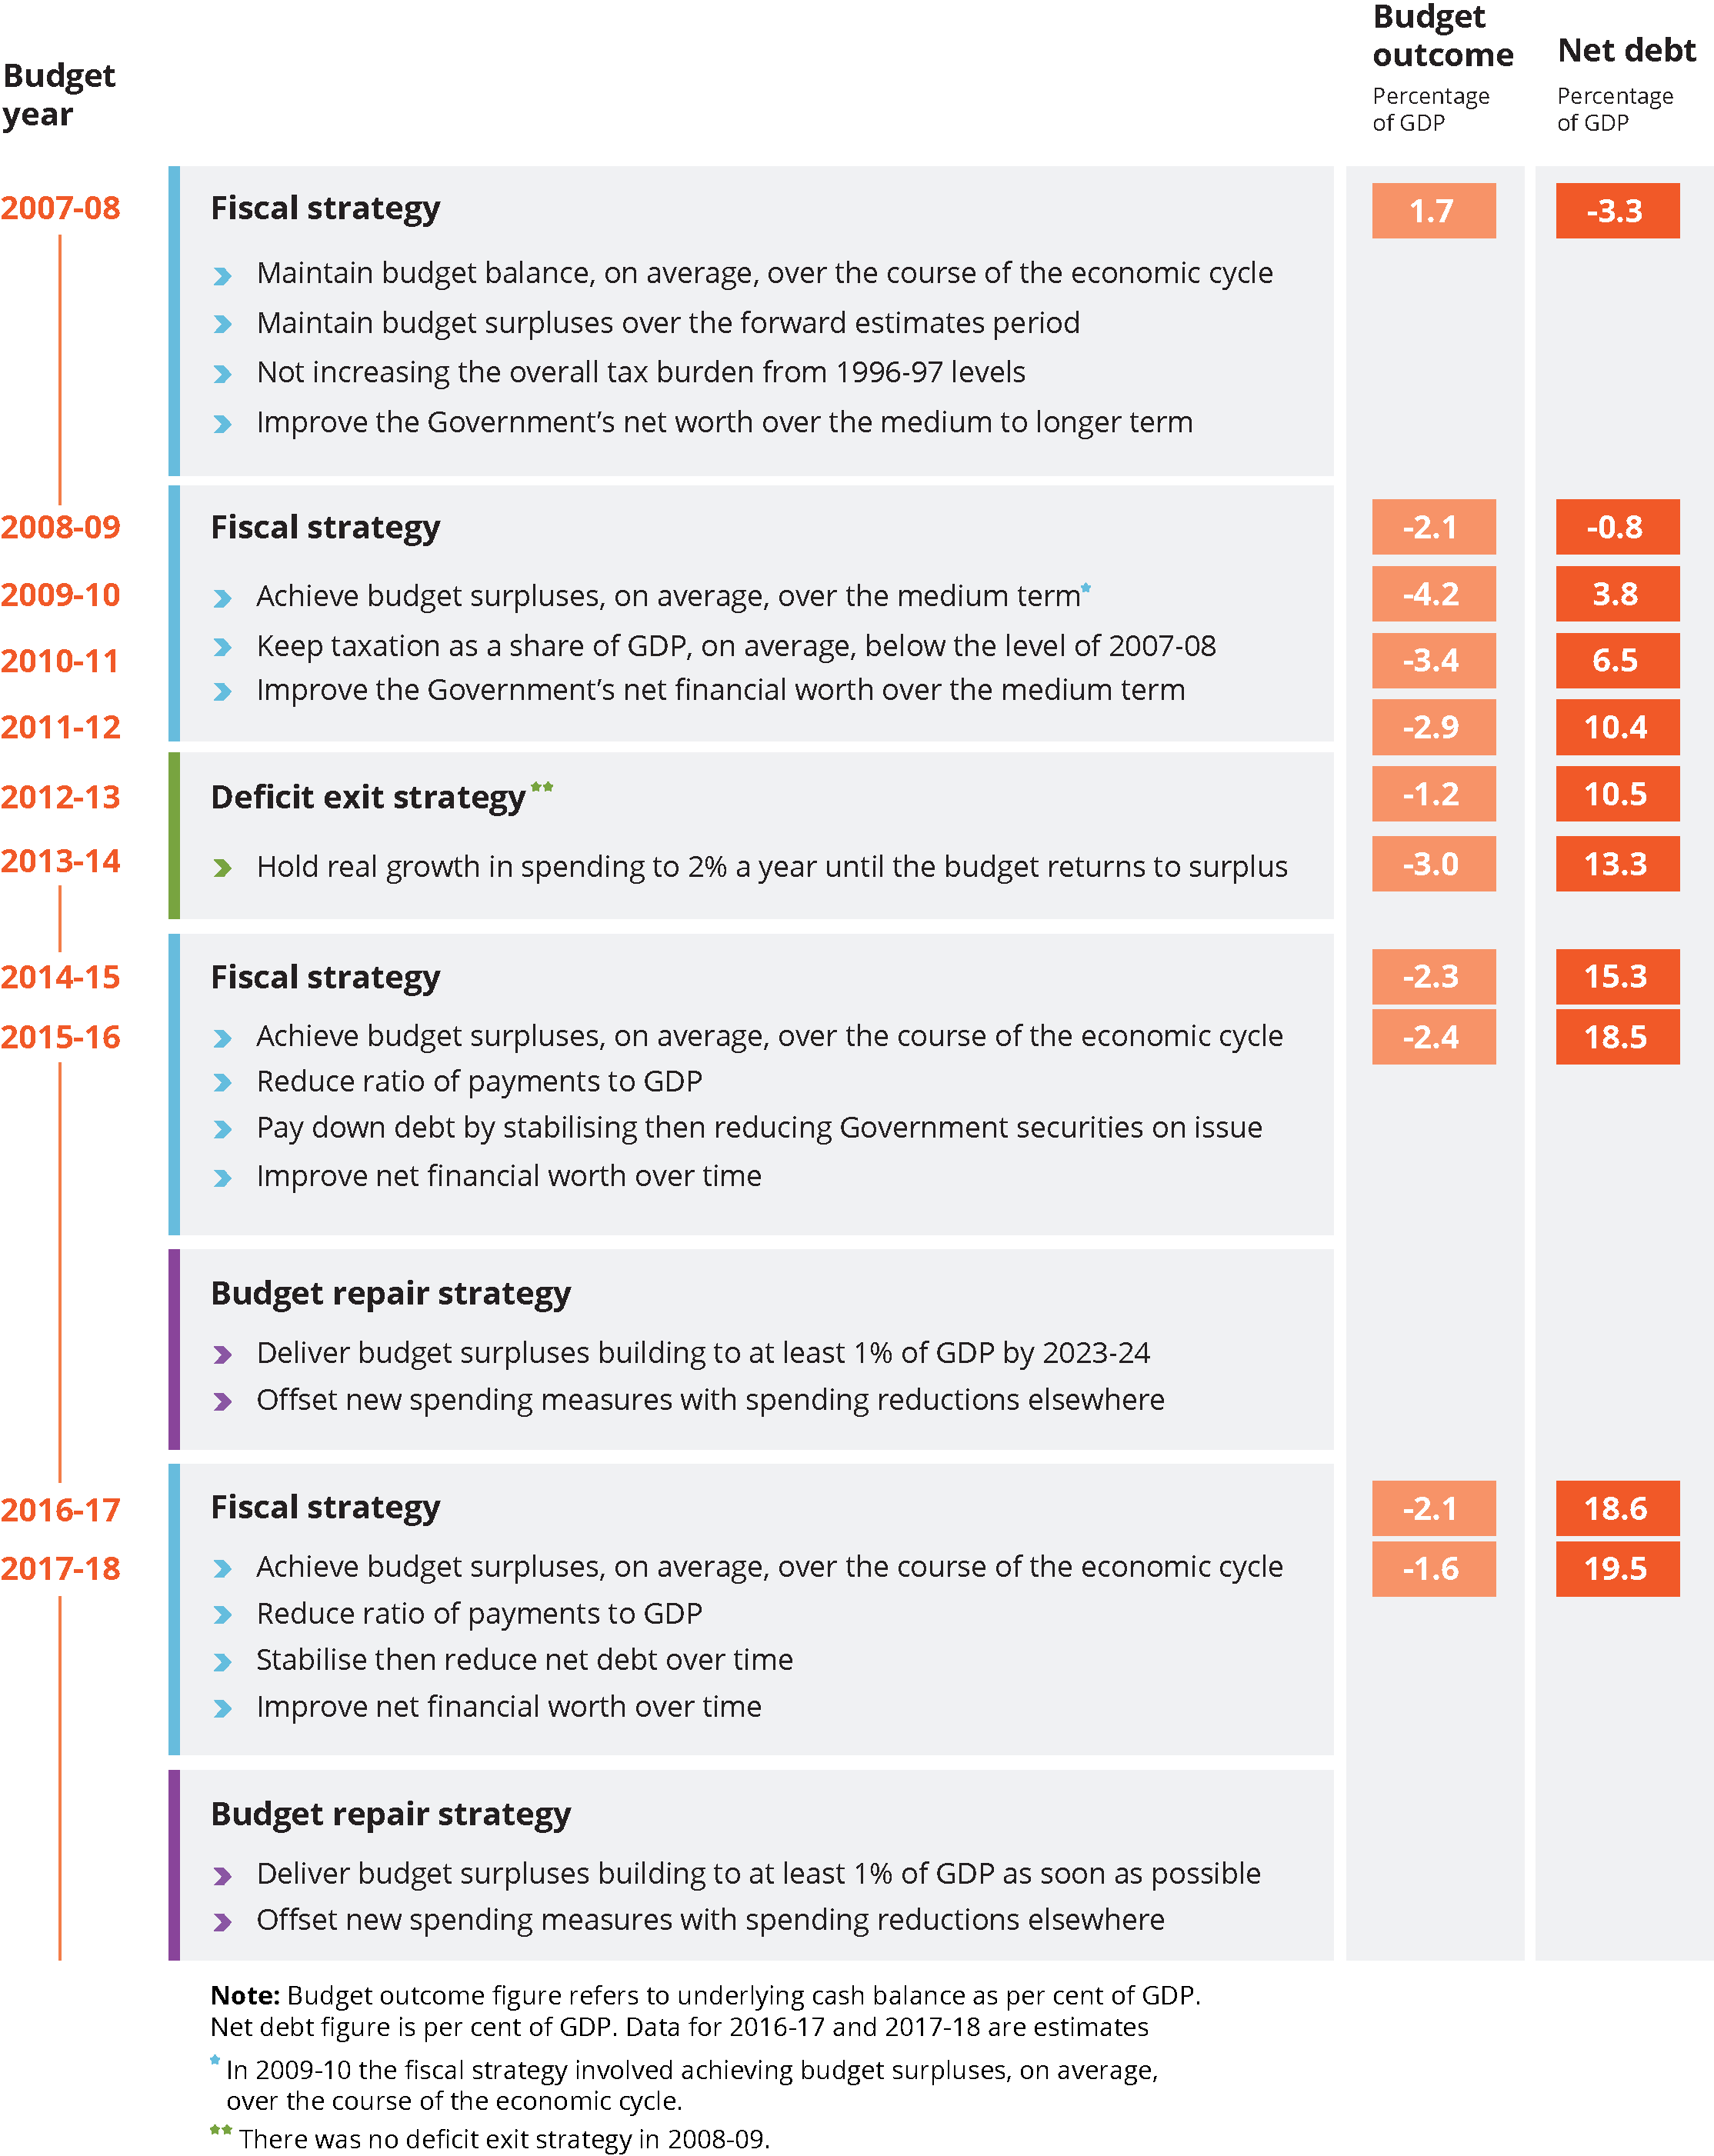 Budget
year
Budget
outcome
Percentage
of GDP
Net debt
Percentage
of GDP
2007-08
Fiscal strategy
1.7
-3.3
Maintain budget balance, on average, over the course of the economic cycle
Maintain budget surpluses over the forward estimates period
Not increasing the overall tax burden from 1996-97 levels
Improve the Government’s net worth over the medium to longer term
2008-09
Fiscal strategy
-2.1
-0.8
2009-10
Achieve budget surpluses, on average, over the medium term*
-4.2
3.8
2010-11
Keep taxation as a share of GDP, on average, below the level of 2007-08
-3.4
6.5
Improve the Government’s net financial worth over the medium term
2011-12
-2.9
10.4
2012-13
Deficit exit strategy**
-1.2
10.5
2013-14
Hold real growth in spending to 2% a year until the budget returns to surplus
-3.0
13.3
2014-15
Fiscal strategy
-2.3
15.3
2015-16
Achieve budget surpluses, on average, over the course of the economic cycle
-2.4
18.5
Reduce ratio of payments to GDP
Pay down debt by stabilising then reducing Government securities on issue
Improve net financial worth over time
Budget repair strategy
Deliver budget surpluses building to at least 1% of GDP by 2023-24
Offset new spending measures with spending reductions elsewhere
2016-17
Fiscal strategy
-2.1
18.6
2017-18
Achieve budget surpluses, on average, over the course of the economic cycle
-1.6
19.5
Reduce ratio of payments to GDP
Stabilise then reduce net debt over time
Improve net financial worth over time
Budget repair strategy
Deliver budget surpluses building to at least 1% of GDP as soon as possible
Offset new spending measures with spending reductions elsewhere
Note: Budget outcome figure refers to underlying cash balance as per cent of GDP.
Net debt figure is per cent of GDP. Data for 2016-17 and 2017-18 are estimates
* In 2009-10 the fiscal strategy involved achieving budget surpluses, on average,
over the course of the economic cycle.
** There was no deficit exit strategy in 2008-09.